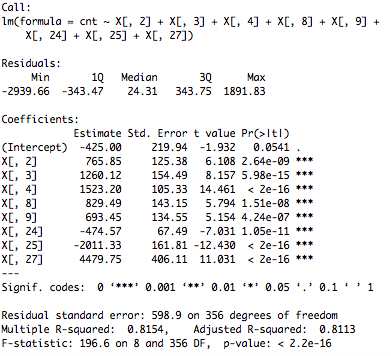 Call:
lm(formula = cnt ~ X[, 2] + X[, 3] + X[, 4] + X[, 8] + X[, 9] +
X[, 24] + X[, 25] + X[, 27])
Residuals:
Min 1Q Median 3Q Max
-2939.66 -343.47 24.31 343.75 1891.83
Coefficients:
Estimate Std. Error t value Pr(>|t|)
(Intercept) -425.00 219.94 -1.932 0.0541 .
X[, 2] 765.85 125.38 6.108 2.64e-09 ***
X[, 3] 1260.12 154.49 8.157 5.98e-15 ***
X[, 4] 1523.20 105.33 14.461 < 2e-16 ***
X[, 8] 829.49 143.15 5.794 1.51e-08 ***
X[, 9] 693.45 134.55 5.154 4.24e-07 ***
X[, 24] -474.57 67.49 -7.031 1.05e-11 ***
X[, 25] -2011.33 161.81 -12.430 < 2e-16 ***
X[, 27] 4479.75 406.11 11.031 < 2e-16 ***
---
Signif. codes: 0 ‘***’ 0.001 ‘**’ 0.01 ‘*’ 0.05 ‘.’ 0.1 ‘ ’ 1
Residual standard error: 598.9 on 356 degrees of freedom
Multiple R-squared: 0.8154, Adjusted R-squared: 0.8113
F-statistic: 196.6 on 8 and 356 DF, p-value: < 2.2e-16